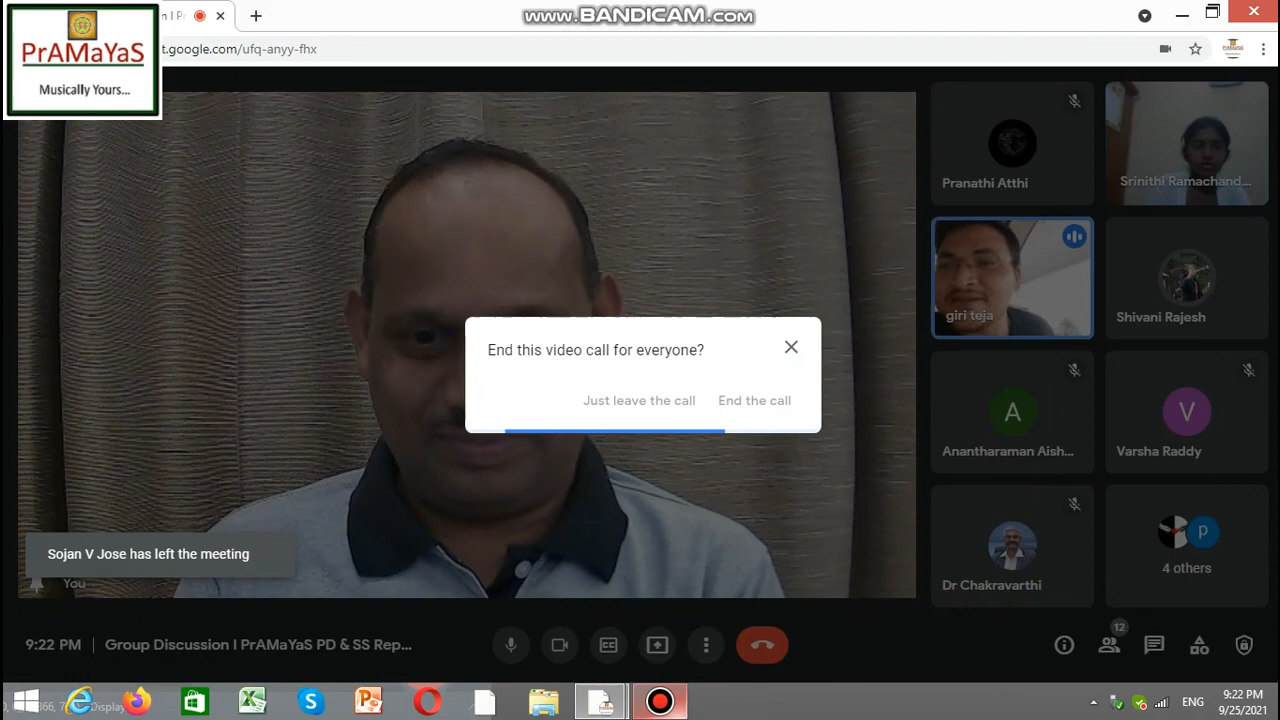 www.BANDICAM.com
PrAMaYaS
Musically Yours...
t.google.com/ufq-anyy-fhx
Pranathi Atthi
Srinithi Ramachand...
giri teja
Shivani Rajesh
End this video call for everyone?
Just leave the call
End the call
A
Anantharaman Aish...
V
Varsha Raddy
Sojan V Jose has left the meeting
You
Dr Chakravarthi
p
4 others
9:22 PM | Group Discussion I PrAMaYaS PD & SS Rep...
12
ENG
9:22 PM
9/25/2021